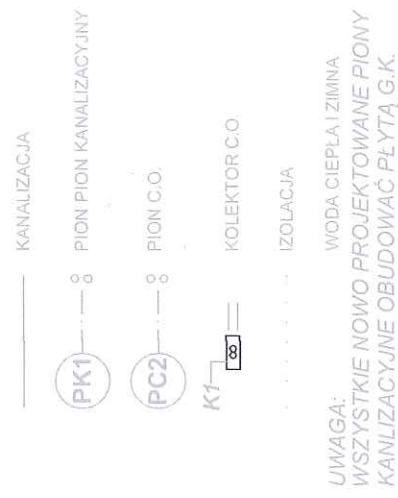 KANALIZACJA
PK1 PION PION KANALIZACYJNY
PC2 PION C.O.
K1 8 KOLEKTOR C.O.
IZOLACJA
WODA CIEPŁA I ZIMNA
UWAGA:
WSZYSTKIE NOWO PROJEKTOWANE PIONY
KANLIZACYJNE OBUDOWAĆ PŁYTĄ G.K.